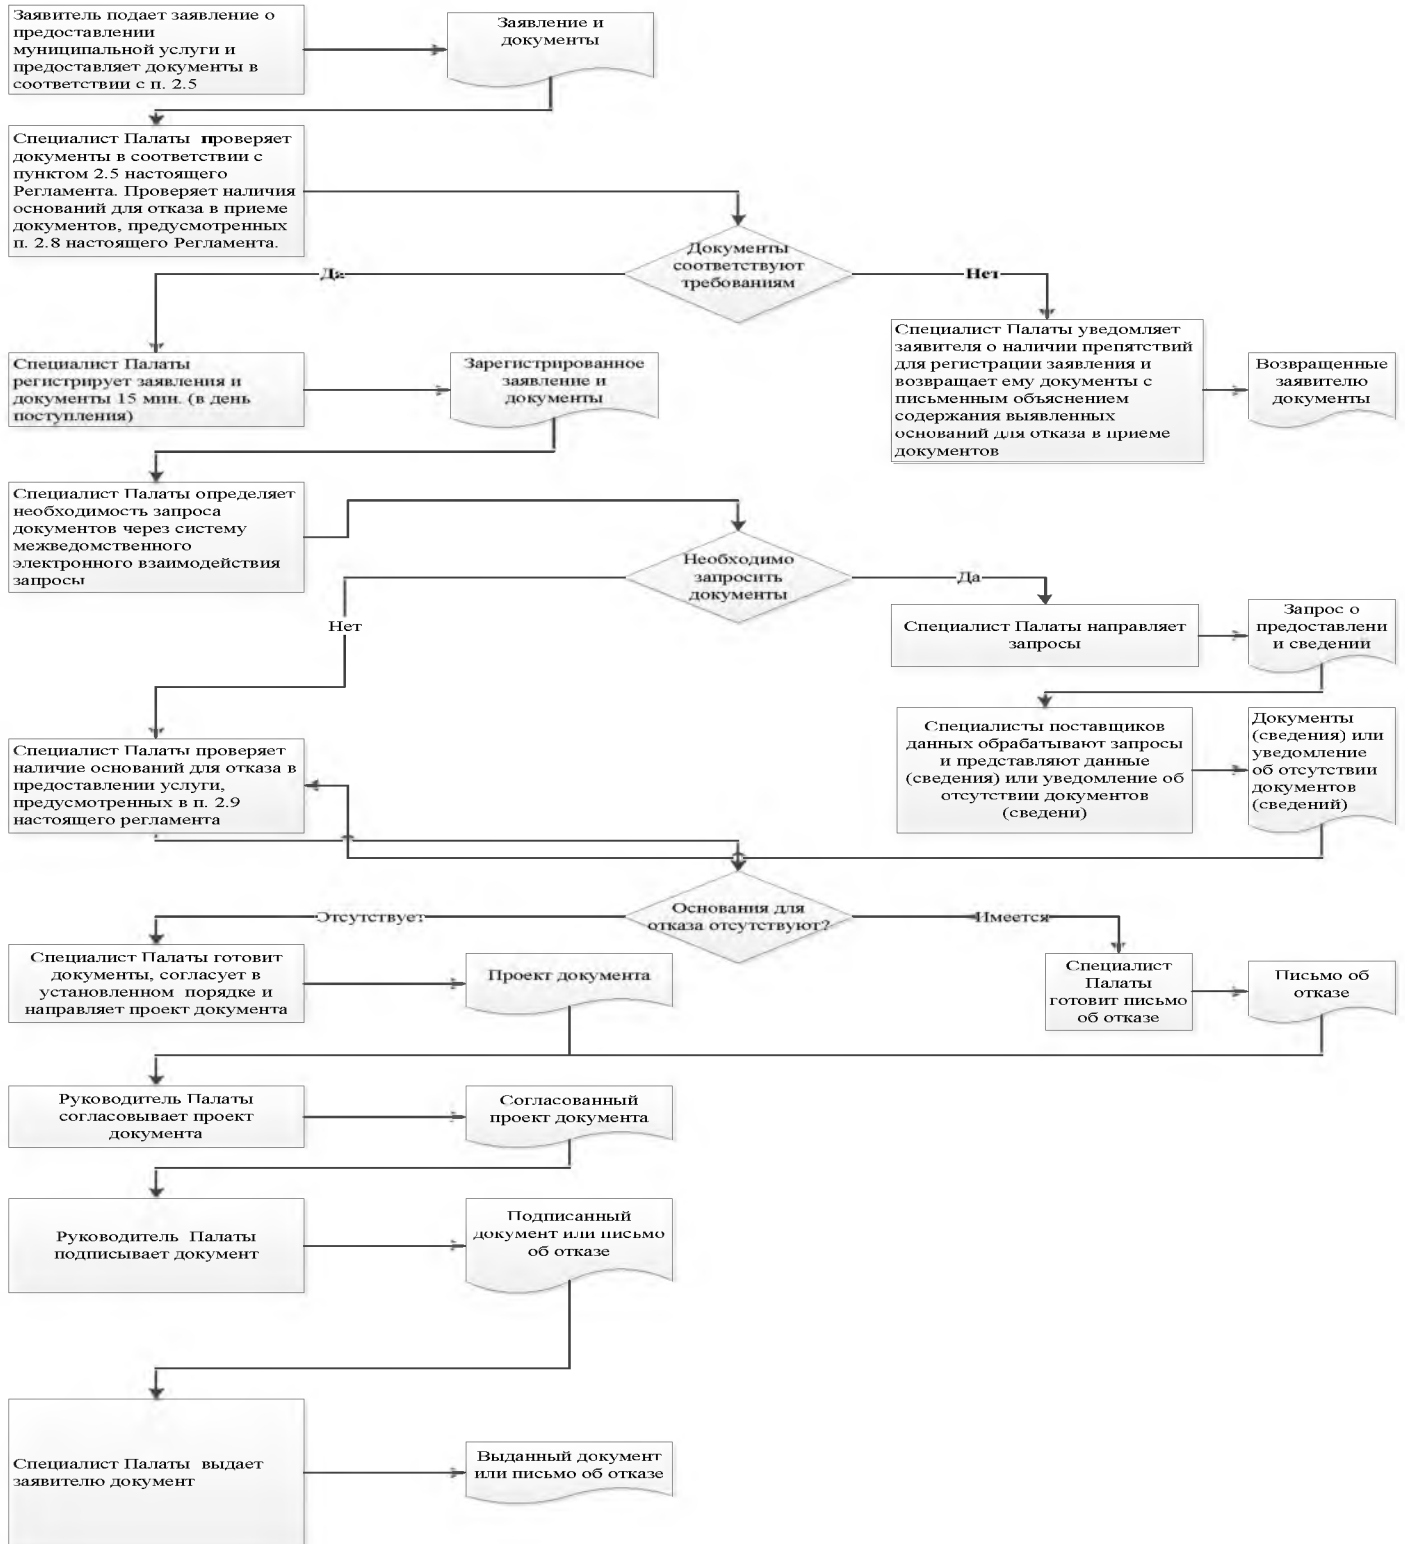 Заявитель подает заявление о
предоставлении
муниципальной услуги и
предоставляет документы в
соответствии с п. 2.5
Заявление и
документы
Специалист Палаты проверяет
документы в соответствии с
пунктом 2.5 настоящего
Регламента. Проверяет наличия
оснований для отказа в приеме
документов, предусмотренных
п. 2.8 настоящего Регламента.
Документы
соответствуют
требованиям
Да
Нет
Специалист Палаты
регистрирует заявления и
документы 15 мин. (в день
поступления)
Зарегистрированное
заявление и
документы
Специалист Палаты уведомляет
заявителя о наличии препятствий
для регистрации заявления и
возвращает ему документы с
письменным объяснением
содержания выявленных
оснований для отказа в приеме
документов
Возвращенные
заявителю
документы
Специалист Палаты определяет
необходимость запроса
документов через систему
межведомственного
электронного взаимодействия
запросы
Необходимо
запросить
документы
Да
Нет
Специалист Палаты направляет
запросы
Запрос о
предоставлени
и сведений
Специалисты поставщиков
данных обрабатывают запросы
и представляют данные
(сведения) или уведомление об
отсутствии документов
(сведени)
Документы
(сведения) или
уведомление
об отсутствии
документов
(сведений)
Специалист Палаты проверяет
наличие оснований для отказа в
предоставлении услуги,
предусмотренных в п. 2.9
настоящего регламента
Основания для
отказа отсутствуют?
Отсутствует
Имеется
Специалист Палаты готовит
документы, согласует в
установленном порядке и
направляет проект документа
Проект документа
Специалист
Палаты
готовит письмо
об отказе
Письмо об
отказе
Руководитель Палаты
согласовывает проект
документа
Согласованный
проект документа
Руководитель Палаты
подписывает документ
Подписанный
документ или письмо
об отказе
Специалист Палаты выдает
заявителю документ
Выданный документ
или письмо об отказе